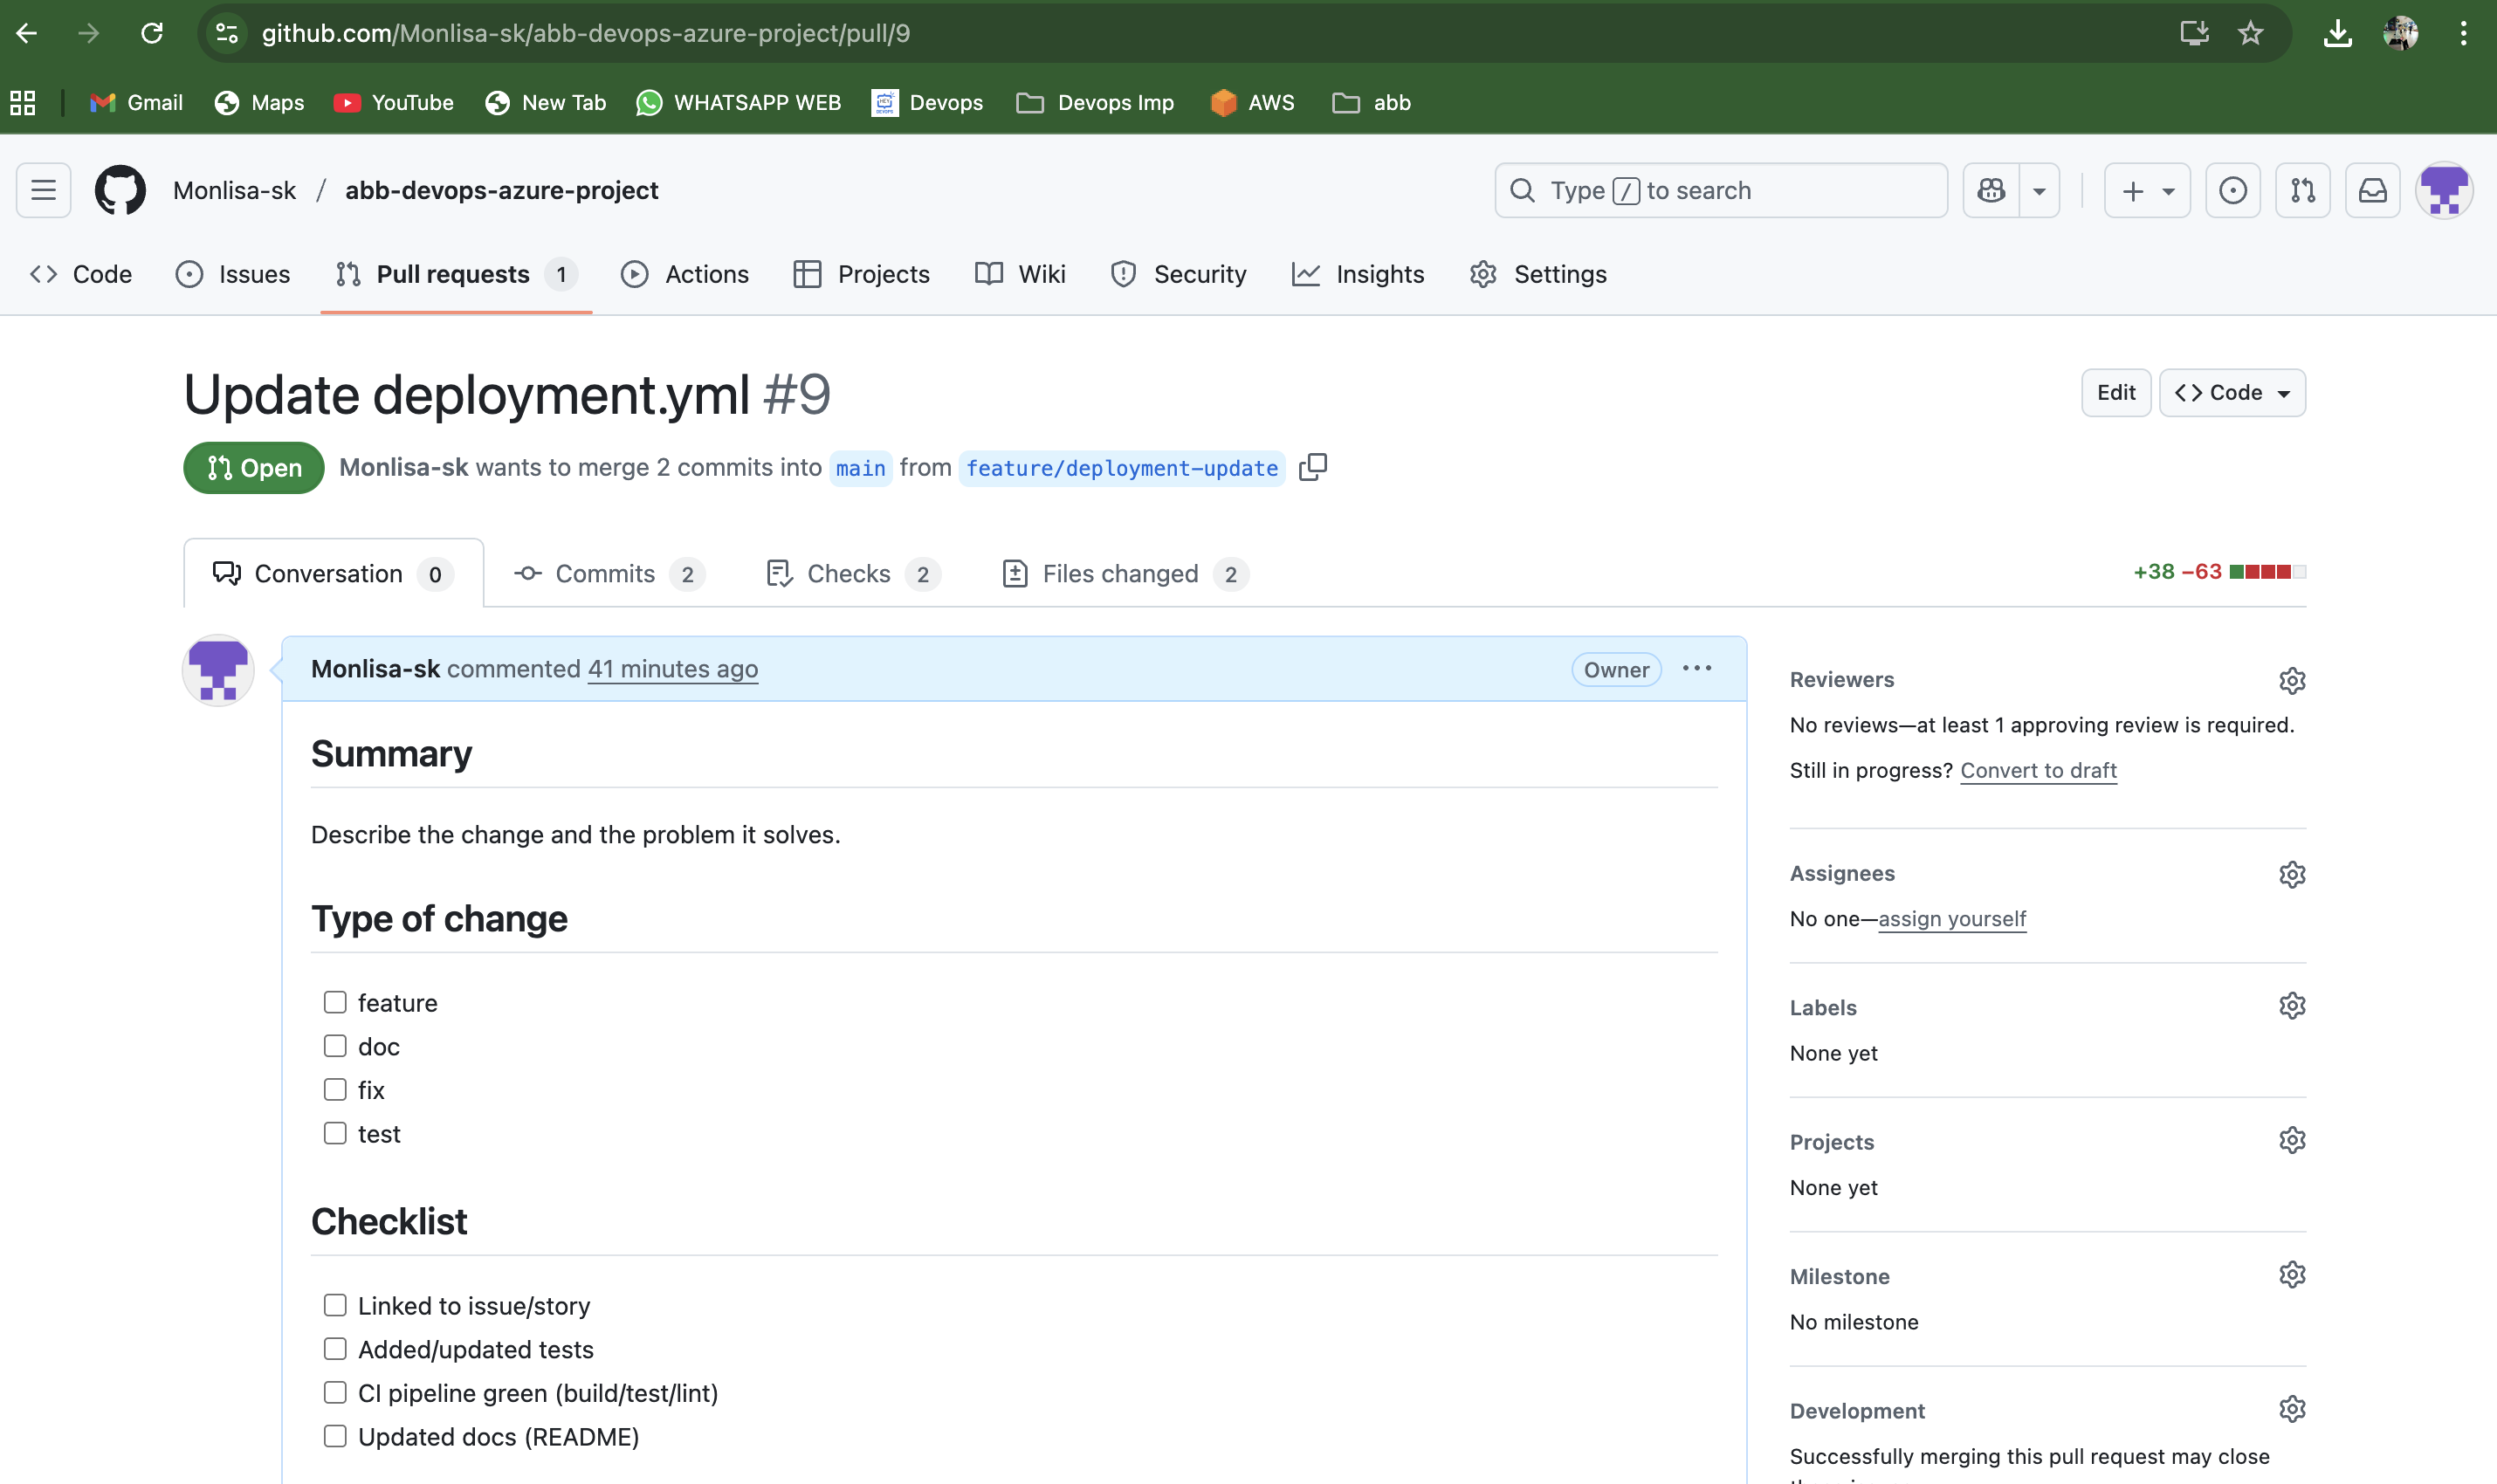 github.com/Monlisa-sk/abb-devops-azure-project/pull/9
Gmail Maps YouTube New Tab WHATSAPP WEB Devops Devops Imp AWS abb
Monlisa-sk / abb-devops-azure-project
Type / to search
Code Issues Pull requests 1 Actions Projects Wiki Security Insights Settings
Update deployment.yml #9
Edit
Code
Open
Monlisa-sk wants to merge 2 commits into main from feature/deployment-update
Conversation 0 Commits 2 Checks 2 Files changed 2
+38 −63
Monlisa-sk commented 41 minutes ago
Owner
Summary
Describe the change and the problem it solves.
Type of change
feature
doc
fix
test
Checklist
Linked to issue/story
Added/updated tests
CI pipeline green (build/test/lint)
Updated docs (README)
Reviewers
No reviews—at least 1 approving review is required.
Still in progress? Convert to draft
Assignees
No one—assign yourself
Labels
None yet
Projects
None yet
Milestone
No milestone
Development
Successfully merging this pull request may close